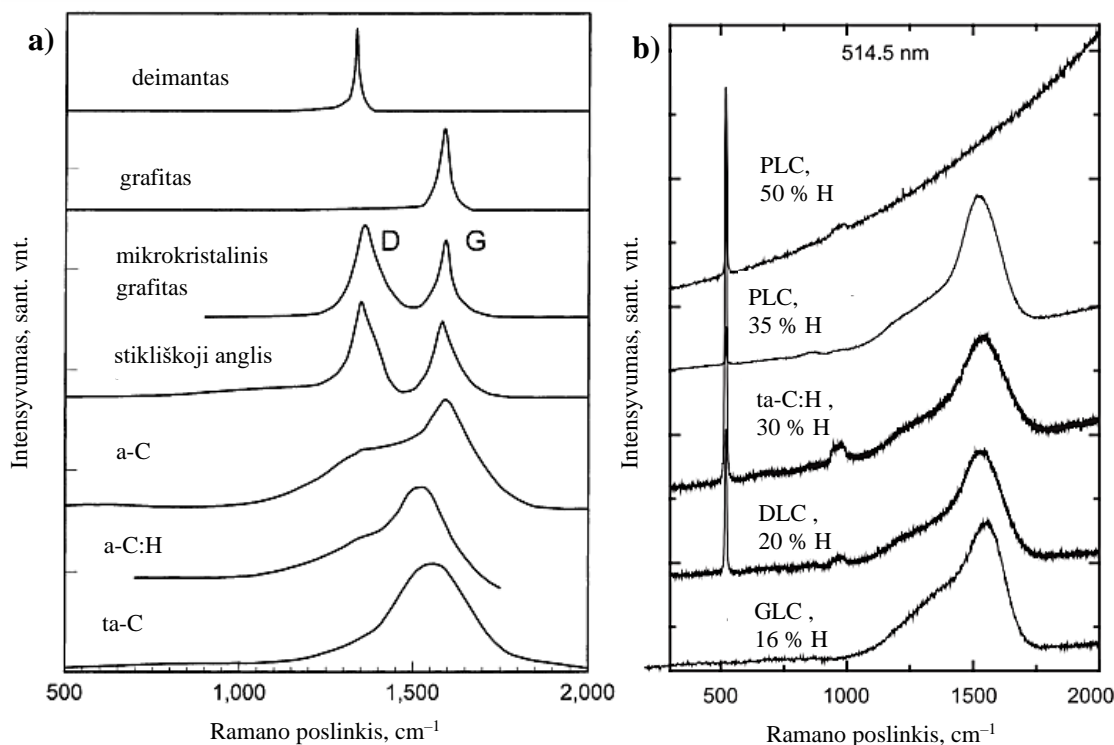 a)
deimantas
grafitas
D
G
mikrokristalinis
grafitas
stikliškoji anglis
a-C
a-C:H
ta-C
Intensyvumas, sant. vnt.
500
1,000
1,500
2,000
Ramano poslinkis, cm⁻¹
b)
514.5 nm
PLC,
50 % H
PLC,
35 % H
ta-C:H ,
30 % H
DLC ,
20 % H
GLC ,
16 % H
Intensyvumas, sant. vnt.
500
1000
1500
2000
Ramano poslinkis, cm⁻¹